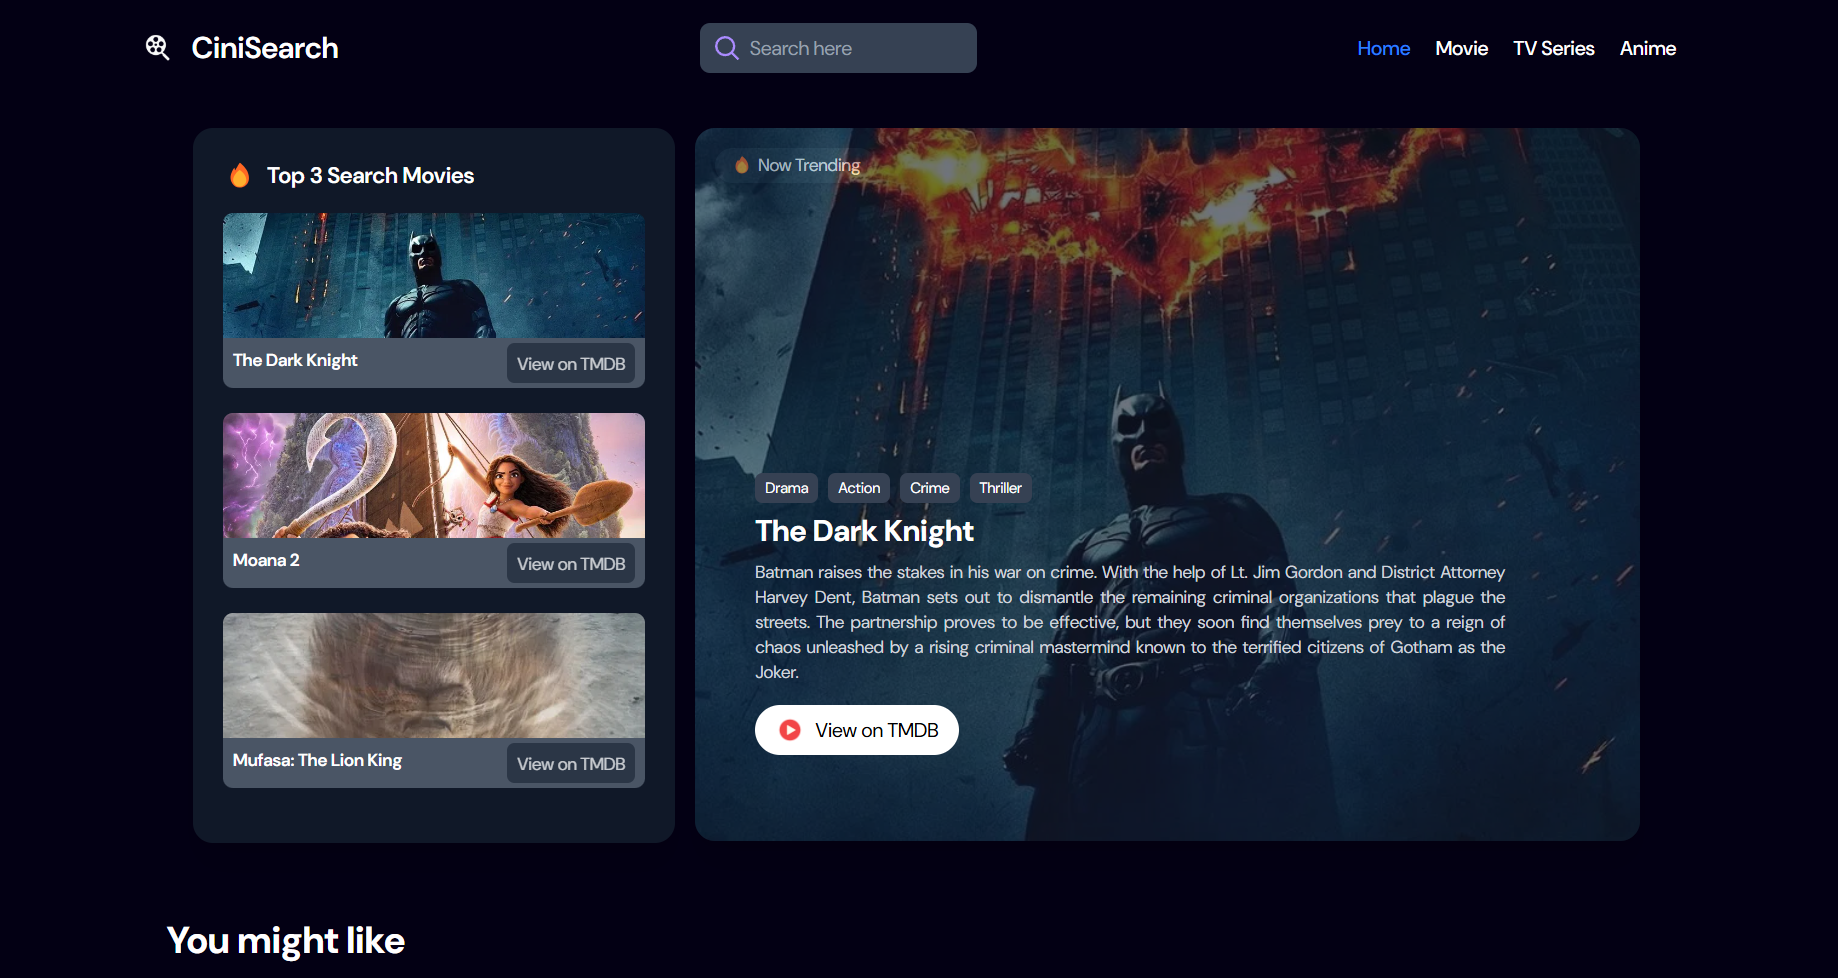 CiniSearch
Search here
Home
Movie
TV Series
Anime
Top 3 Search Movies
The Dark Knight
View on TMDB
Moana 2
View on TMDB
Mufasa: The Lion King
View on TMDB
Now Trending
Drama
Action
Crime
Thriller
The Dark Knight
Batman raises the stakes in his war on crime. With the help of Lt. Jim Gordon and District Attorney
Harvey Dent, Batman sets out to dismantle the remaining criminal organizations that plague the
streets. The partnership proves to be effective, but they soon find themselves prey to a reign of
chaos unleashed by a rising criminal mastermind known to the terrified citizens of Gotham as the
Joker.
View on TMDB
You might like